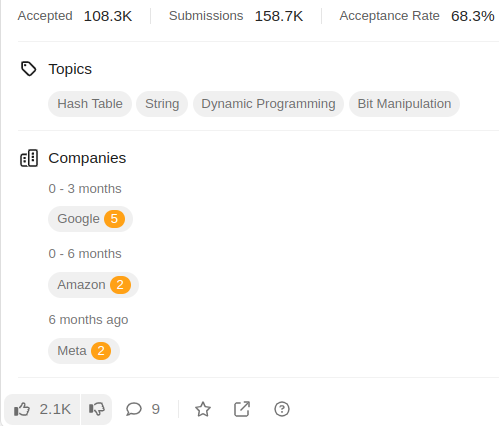 Accepted 108.3K Submissions 158.7K Acceptance Rate 68.3%
Topics
Hash Table String Dynamic Programming Bit Manipulation
Companies
0 - 3 months
Google 5
0 - 6 months
Amazon 2
6 months ago
Meta 2
2.1K 9